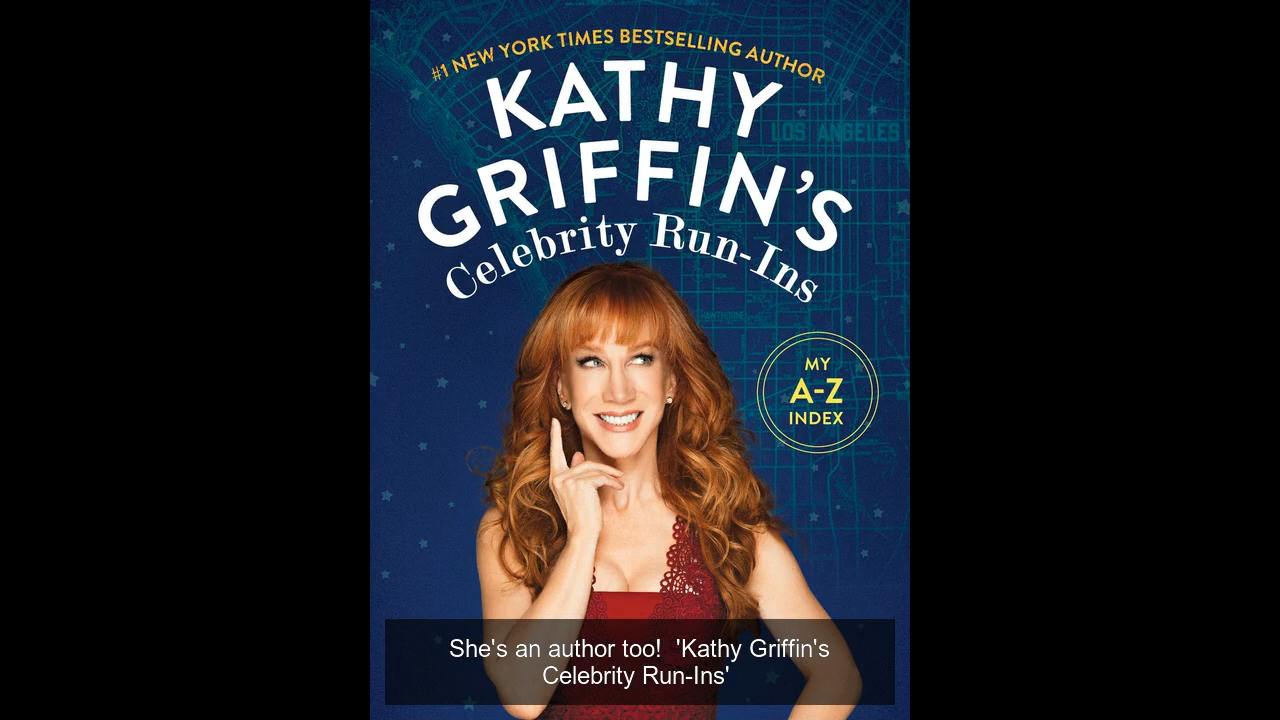 #1 NEW YORK TIMES BESTSELLING AUTHOR
KATHY
GRIFFIN'S
Celebrity Run-Ins
LOS ANGELES
HAWTHORNE
MY
A-Z
INDEX
She's an author too!  'Kathy Griffin's
Celebrity Run-Ins'